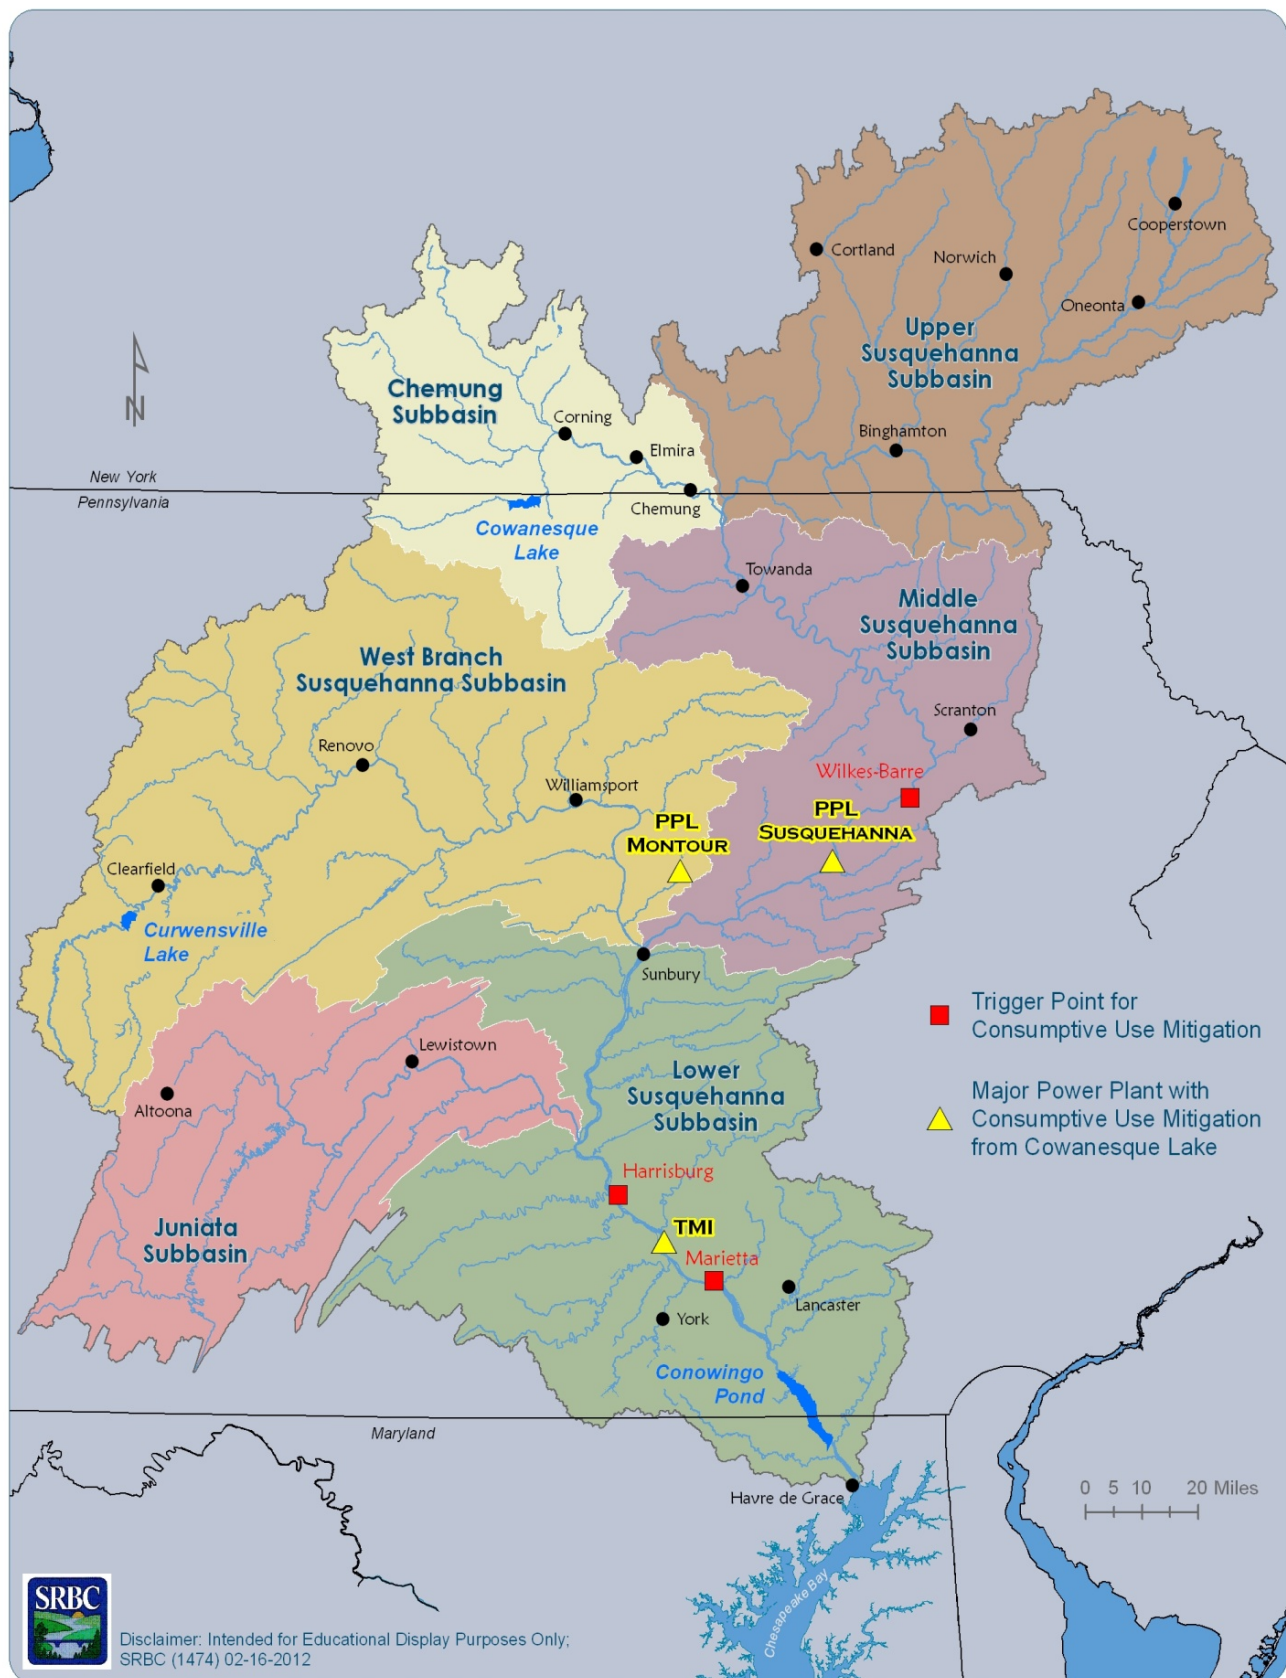 Cooperstown
Cortland
Norwich
Oneonta
Upper
Susquehanna
Subbasin
Chemung
Subbasin
Corning
Elmira
Binghamton
N
New York
Pennsylvania
Chemung
Cowanesque
Lake
Towanda
Middle
Susquehanna
Subbasin
West Branch
Susquehanna Subbasin
Scranton
Renovo
Wilkes-Barre
Williamsport
PPL
MONTOUR
PPL
SUSQUEHANNA
Clearfield
Curwensville
Lake
Sunbury
Trigger Point for
Consumptive Use Mitigation
Lewistown
Altoona
Lower
Susquehanna
Subbasin
Major Power Plant with
Consumptive Use Mitigation
from Cowanesque Lake
Harrisburg
Juniata
Subbasin
TMI
Marietta
Lancaster
York
Conowingo
Pond
Maryland
Havre de Grace
0 5 10 20 Miles
Chesapeake Bay
SRBC
Disclaimer: Intended for Educational Display Purposes Only;
SRBC (1474) 02-16-2012